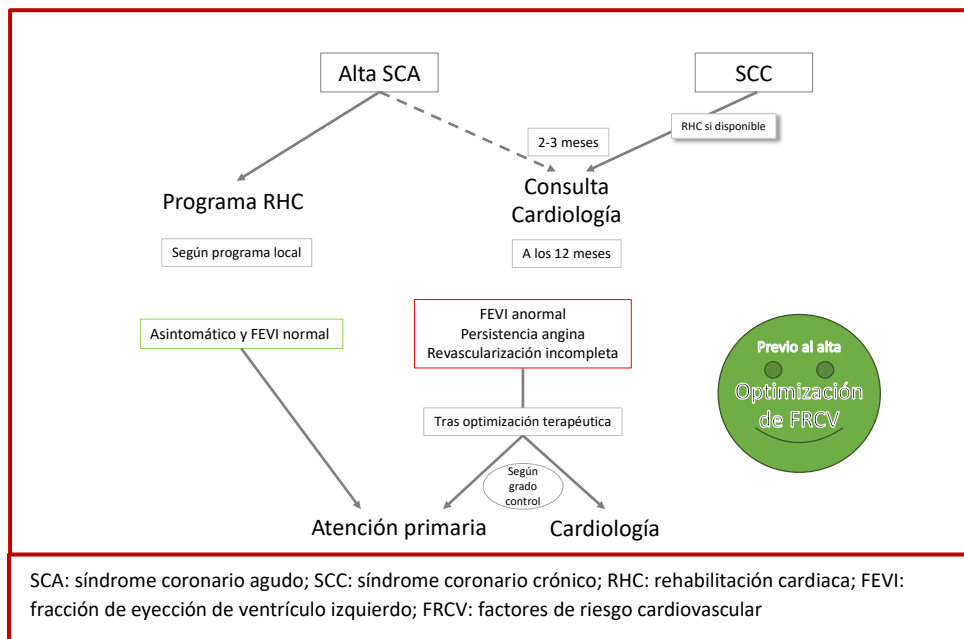 Alta SCA
SCC
RHC si disponible
2-3 meses
Programa RHC
Consulta
Cardiología
Según programa local
A los 12 meses
Asintomático y FEVI normal
FEVI anormal
Persistencia angina
Revascularización incompleta
Previo al alta
Optimización
de FRCV
Tras optimización terapéutica
Según
grado
control
Atención primaria
Cardiología
SCA: síndrome coronario agudo; SCC: síndrome coronario crónico; RHC: rehabilitación cardiaca; FEVI:
fracción de eyección de ventrículo izquierdo; FRCV: factores de riesgo cardiovascular